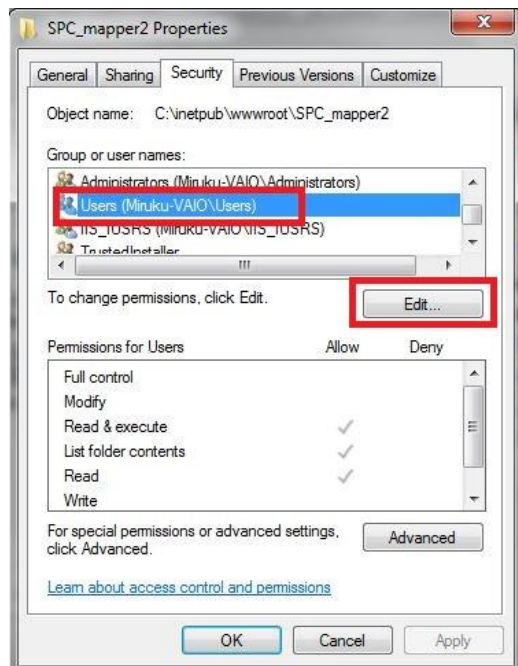 SPC_mapper2 Properties
General Sharing Security Previous Versions Customize
Object name: C:\inetpub\wwwroot\SPC_mapper2
Group or user names:
Administrators (Miruku-VAIO\Administrators)
Users (Miruku-VAIO\Users)
IIS_IUSRS (Miruku-VAIO\IIS_IUSRS)
TrustedInstaller
To change permissions, click Edit.
Edit...
Permissions for Users Allow Deny
Full control
Modify
Read & execute
List folder contents
Read
Write
For special permissions or advanced settings,
click Advanced.
Advanced
Learn about access control and permissions
OK Cancel Apply